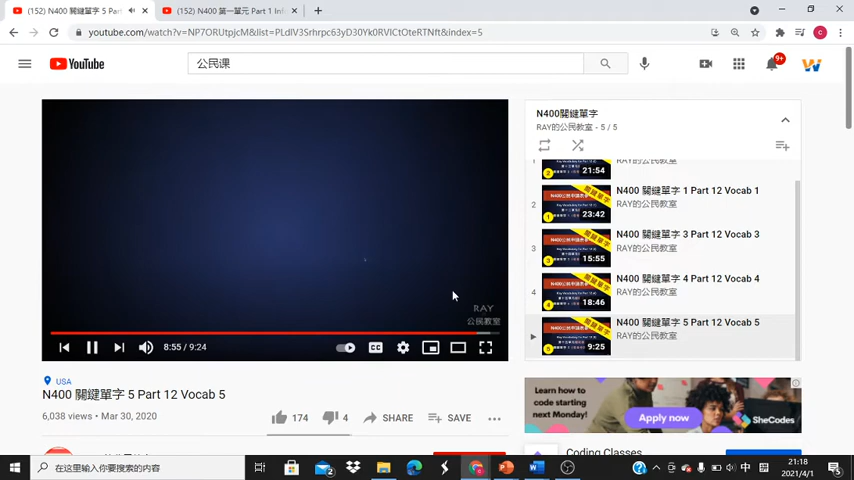 (152) N400 關鍵單字 5 Part
(152) N400 第一單元 Part 1 Inf
youtube.com/watch?v=NP7ORUtpjcM&list=PLdlV3Srhrpc63yD30Yk0RVICtOteRTNft&index=5
YouTube
公民课
9+
N400關鍵單字
RAY的公民教室 - 5 / 5
RAY的公民教室
21:54
2
N400 關鍵單字 1 Part 12 Vocab 1
RAY的公民教室
23:42
3
N400 關鍵單字 3 Part 12 Vocab 3
RAY的公民教室
15:55
4
N400 關鍵單字 4 Part 12 Vocab 4
RAY的公民教室
18:46
N400 關鍵單字 5 Part 12 Vocab 5
RAY的公民教室
9:25
RAY
公民教室
8:55 / 9:24
CC
USA
N400 關鍵單字 5 Part 12 Vocab 5
6,038 views • Mar 30, 2020
174
4
SHARE
SAVE
Learn how to
code starting
next Monday!
Apply now
SheCodes
Coding Classes
在这里输入你要搜索的内容
中
21:18
2021/4/1